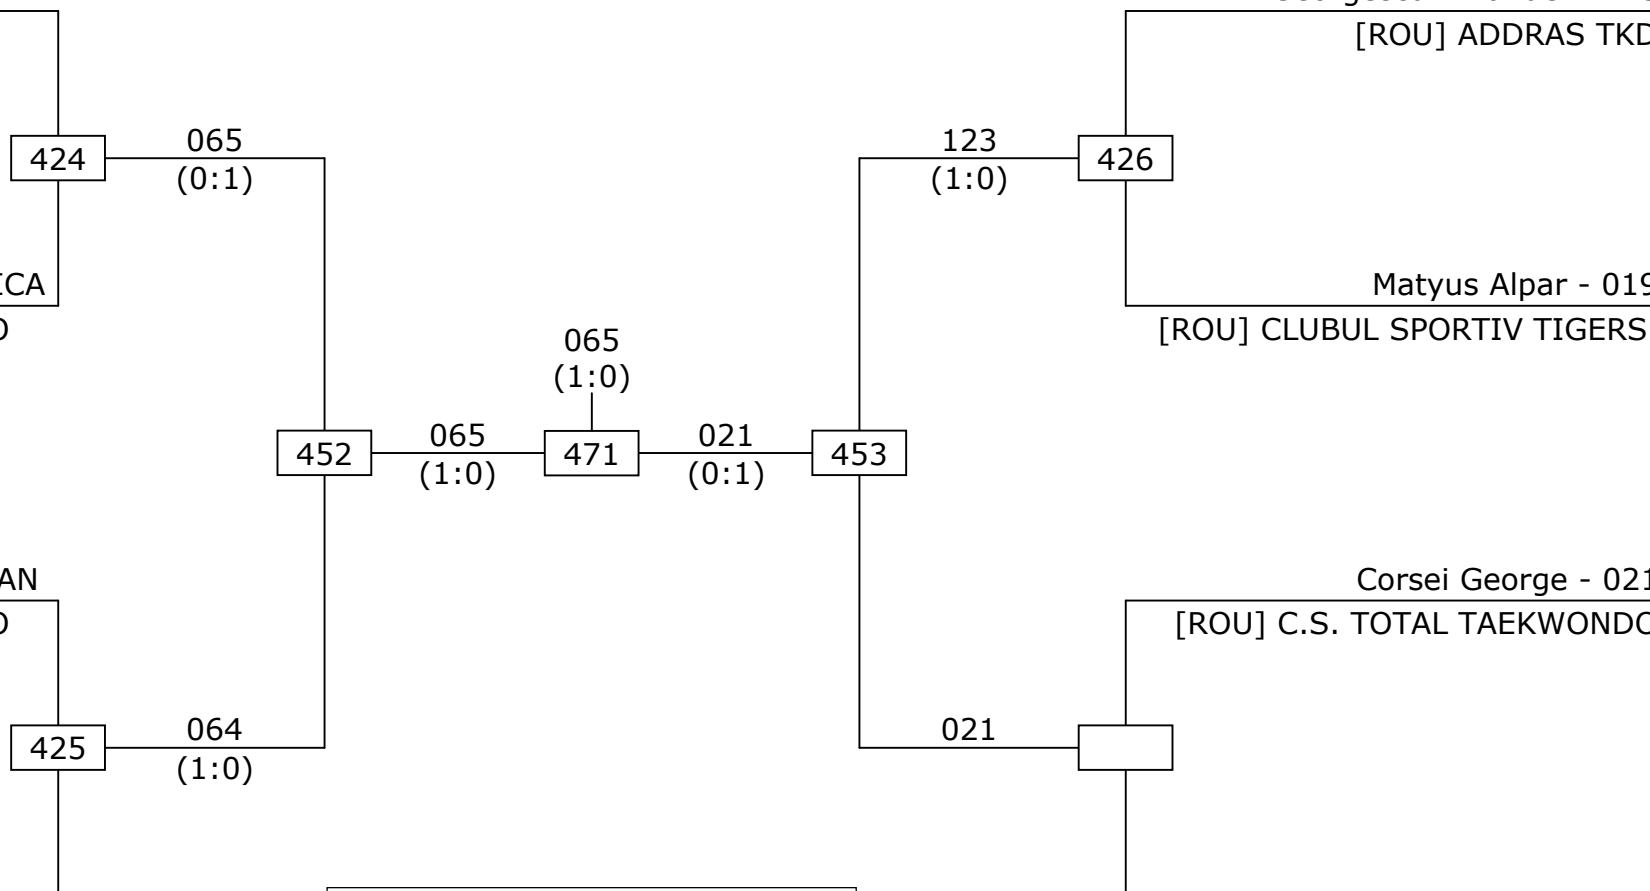 [ROU] ADDRAS TKD
065
123
424
426
(0:1)
(1:0)
ICA
Matyus Alpar - 019
[ROU] CLUBUL SPORTIV TIGERS
065
(1:0)
065
021
452
471
453
(1:0)
(0:1)
AN
Corsei George - 021
[ROU] C.S. TOTAL TAEKWONDO
064
021
425
(1:0)